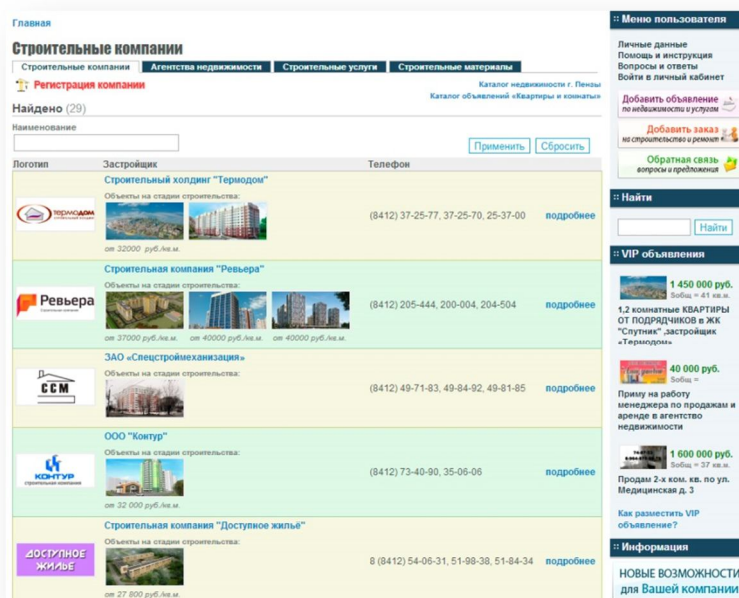 Главная
Строительные компании
Строительные компании
Агентства недвижимости
Строительные услуги
Строительные материалы
Регистрация компании
Каталог недвижимости г. Пензы
Каталог объявлений «Квартиры и комнаты»
Найдено (29)
Наименование
Применить
Сбросить
Логотип
Застройщик
Телефон
Строительный холдинг "Термодом"
Объекты на стадии строительства:
ТЕРМОДОМ
(8412) 37-25-77, 37-25-70, 25-37-00
подробнее
от 32000 руб./кв.м.
Строительная компания "Ревьера"
Объекты на стадии строительства:
Ревьера
(8412) 205-444, 200-004, 204-504
подробнее
от 37000 руб./кв.м.
от 40000 руб./кв.м.
от 40000 руб./кв.м.
ЗАО «Спецстроймеханизация»
Объекты на стадии строительства:
ССМ
(8412) 49-71-83, 49-84-92, 49-81-85
подробнее
ООО "Контур"
Объекты на стадии строительства:
КОНТУР
строительная компания
(8412) 73-40-90, 35-06-06
подробнее
от 32 000 руб./кв.м.
Строительная компания "Доступное жильё"
Объекты на стадии строительства:
ДОСТУПНОЕ
ЖИЛЬЕ
8 (8412) 54-06-31, 51-98-38, 51-84-34
подробнее
от 27 800 руб./кв.м.
:: Меню пользователя
Личные данные
Помощь и инструкция
Вопросы и ответы
Войти в личный кабинет
Добавить объявление
по недвижимости и услугам
Добавить заказ
на строительство и ремонт
Обратная связь
вопросы и предложения
:: Найти
Найти
:: VIP объявления
1 450 000 руб.
Sобщ = 41 кв.м.
1,2 комнатные КВАРТИРЫ
ОТ ПОДРЯДЧИКОВ в ЖК
"Спутник" ,застройщик
«Термодом»
40 000 руб.
Sобщ =
Приму на работу
менеджера по продажам и
аренде в агентство
недвижимости
1 600 000 руб.
Sобщ = 37 кв.м.
Продам 2-х ком. кв. по ул.
Медицинская д. 3
Как разместить VIP
объявление?
:: Информация
НОВЫЕ ВОЗМОЖНОСТИ
для Вашей компании